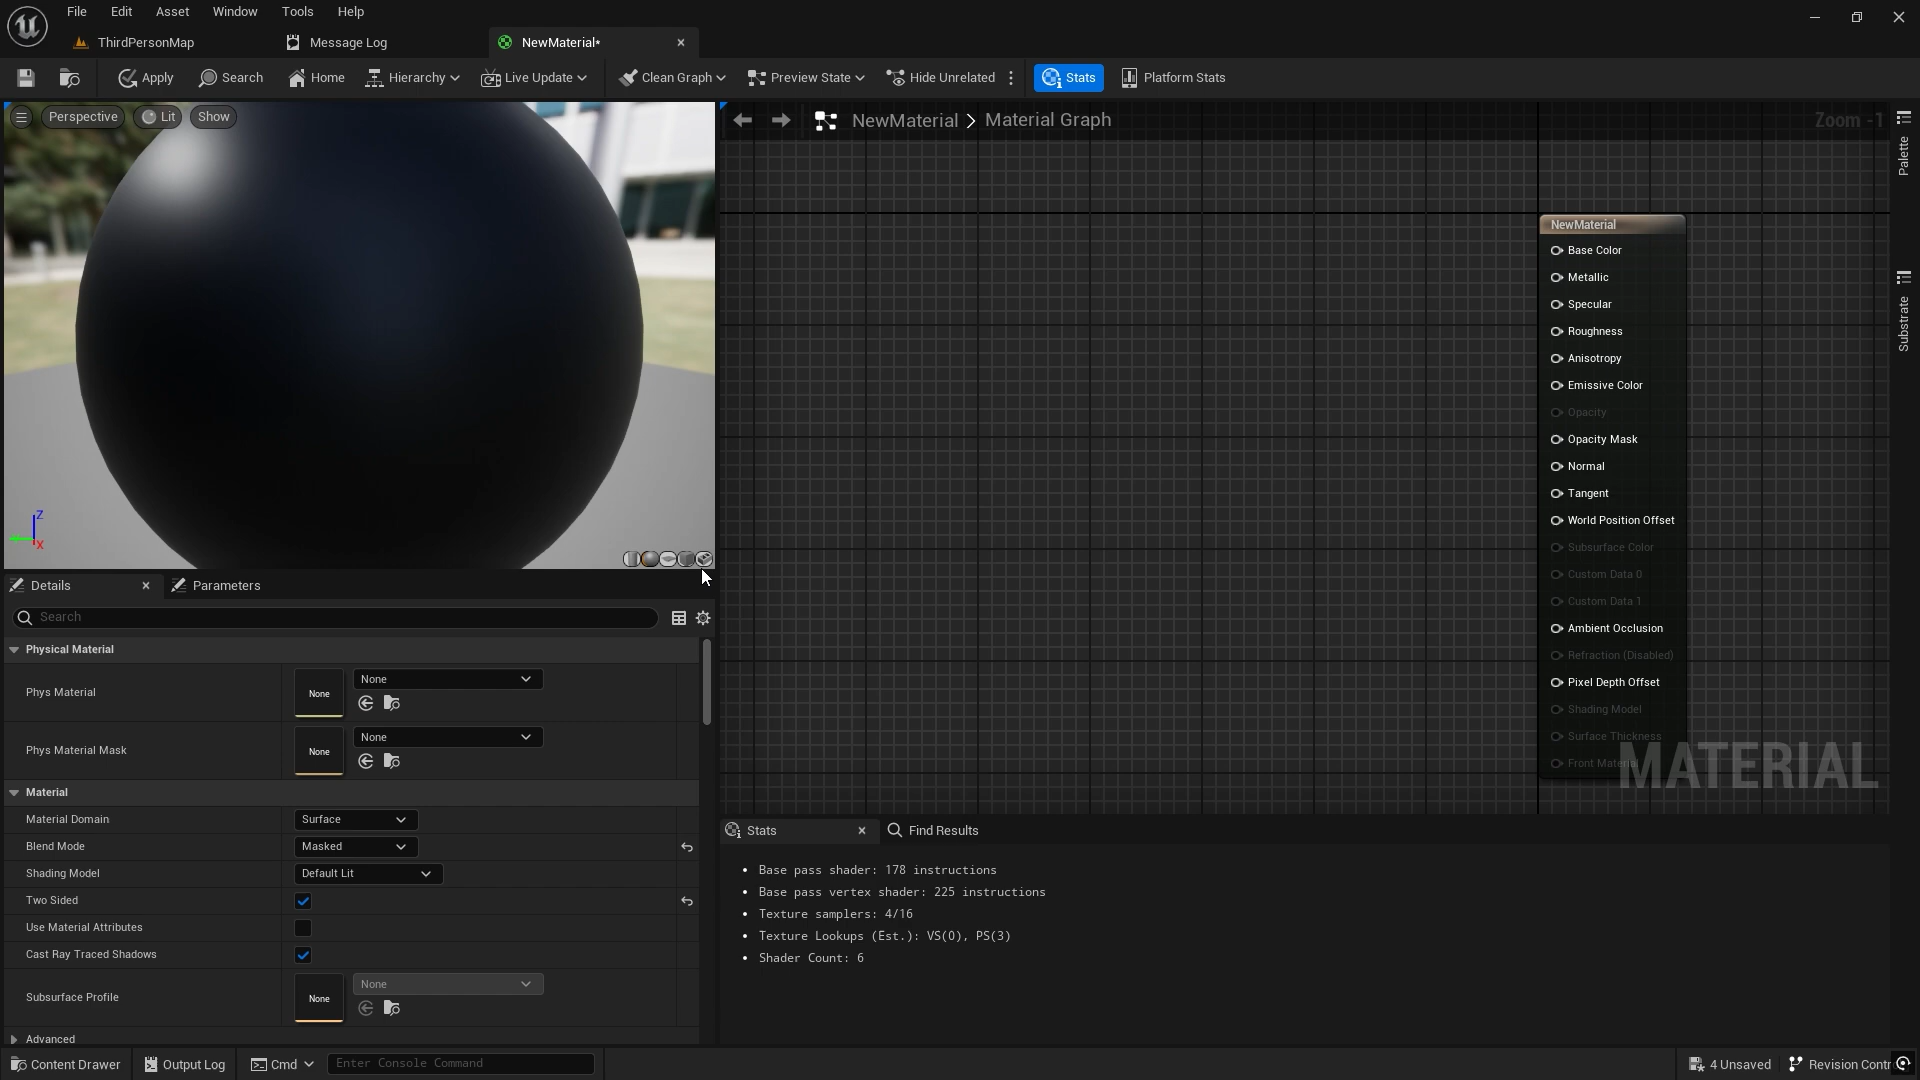 File Edit Asset Window Tools Help
ThirdPersonMap Message Log NewMaterial*
Apply Search Home Hierarchy Live Update Clean Graph Preview State Hide Unrelated Stats Platform Stats
Perspective Lit Show
NewMaterial > Material Graph
Zoom -1
Palette
Substrate
NewMaterial
Base Color
Metallic
Specular
Roughness
Anisotropy
Emissive Color
Opacity
Opacity Mask
Normal
Tangent
World Position Offset
Subsurface Color
Custom Data 0
Custom Data 1
Ambient Occlusion
Refraction (Disabled)
Pixel Depth Offset
Shading Model
Surface Thickness
Front Material
MATERIAL
Z
X
Details Parameters
Search
Physical Material
Phys Material None None
Phys Material Mask None None
Material
Material Domain Surface
Blend Mode Masked
Shading Model Default Lit
Two Sided
Use Material Attributes
Cast Ray Traced Shadows
Subsurface Profile None None
Advanced
Stats Find Results
• Base pass shader: 178 instructions
• Base pass vertex shader: 225 instructions
• Texture samplers: 4/16
• Texture Lookups (Est.): VS(0), PS(3)
• Shader Count: 6
Content Drawer Output Log Cmd Enter Console Command 4 Unsaved Revision Contr